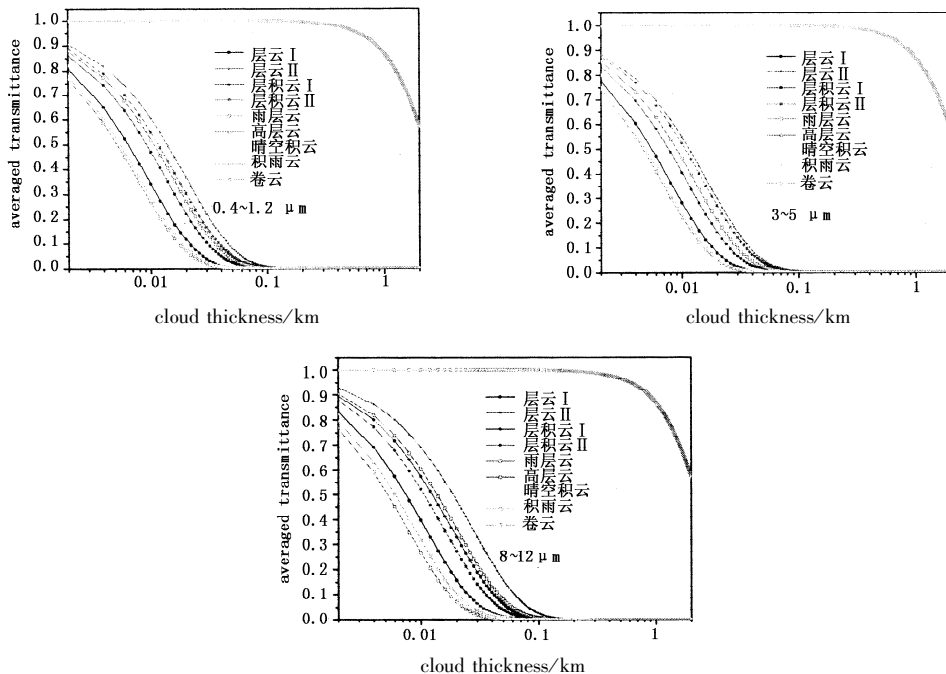 averaged transmittance
1.0
0.9
0.8
0.7
0.6
0.5
0.4
0.3
0.2
0.1
0.0
层云Ⅰ
层云Ⅱ
层积云Ⅰ
层积云Ⅱ
雨层云
高层云
晴空积云
积雨云
卷云
0.4~1.2 μm
0.01 0.1 1
cloud thickness/km
averaged transmittance
1.0
0.9
0.8
0.7
0.6
0.5
0.4
0.3
0.2
0.1
0.0
层云Ⅰ
层云Ⅱ
层积云Ⅰ
层积云Ⅱ
雨层云
高层云
晴空积云
积雨云
卷云
3~5 μm
0.01 0.1 1
cloud thickness/km
averaged transmittance
1.0
0.9
0.8
0.7
0.6
0.5
0.4
0.3
0.2
0.1
0.0
层云Ⅰ
层云Ⅱ
层积云Ⅰ
层积云Ⅱ
雨层云
高层云
晴空积云
积雨云
卷云
8~12μm
0.01 0.1 1
cloud thickness/km